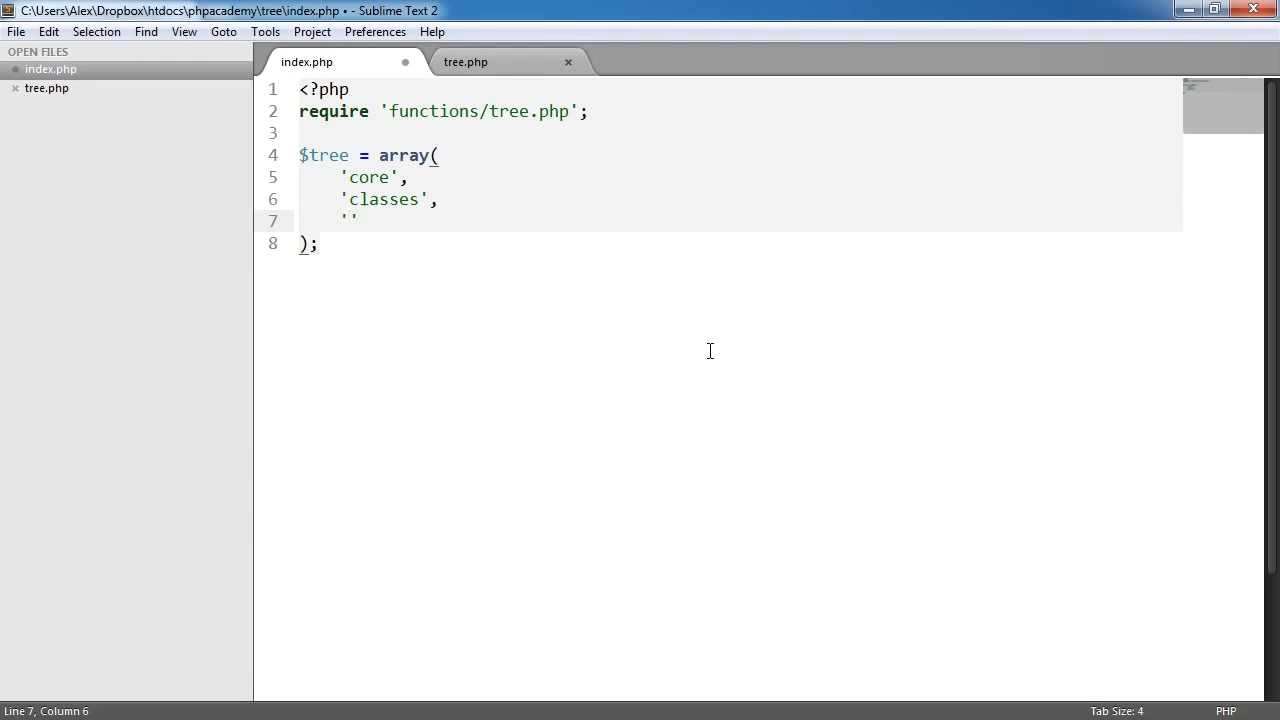 C:\Users\Alex\Dropbox\htdocs\phpacademy\tree\index.php • - Sublime Text 2
File Edit Selection Find View Goto Tools Project Preferences Help
OPEN FILES
index.php
tree.php
index.php
tree.php
1 <?php
2 require 'functions/tree.php';
3
4 $tree = array(
5 'core',
6 'classes',
7 ''
8 );
Line 7, Column 6
Tab Size: 4
PHP